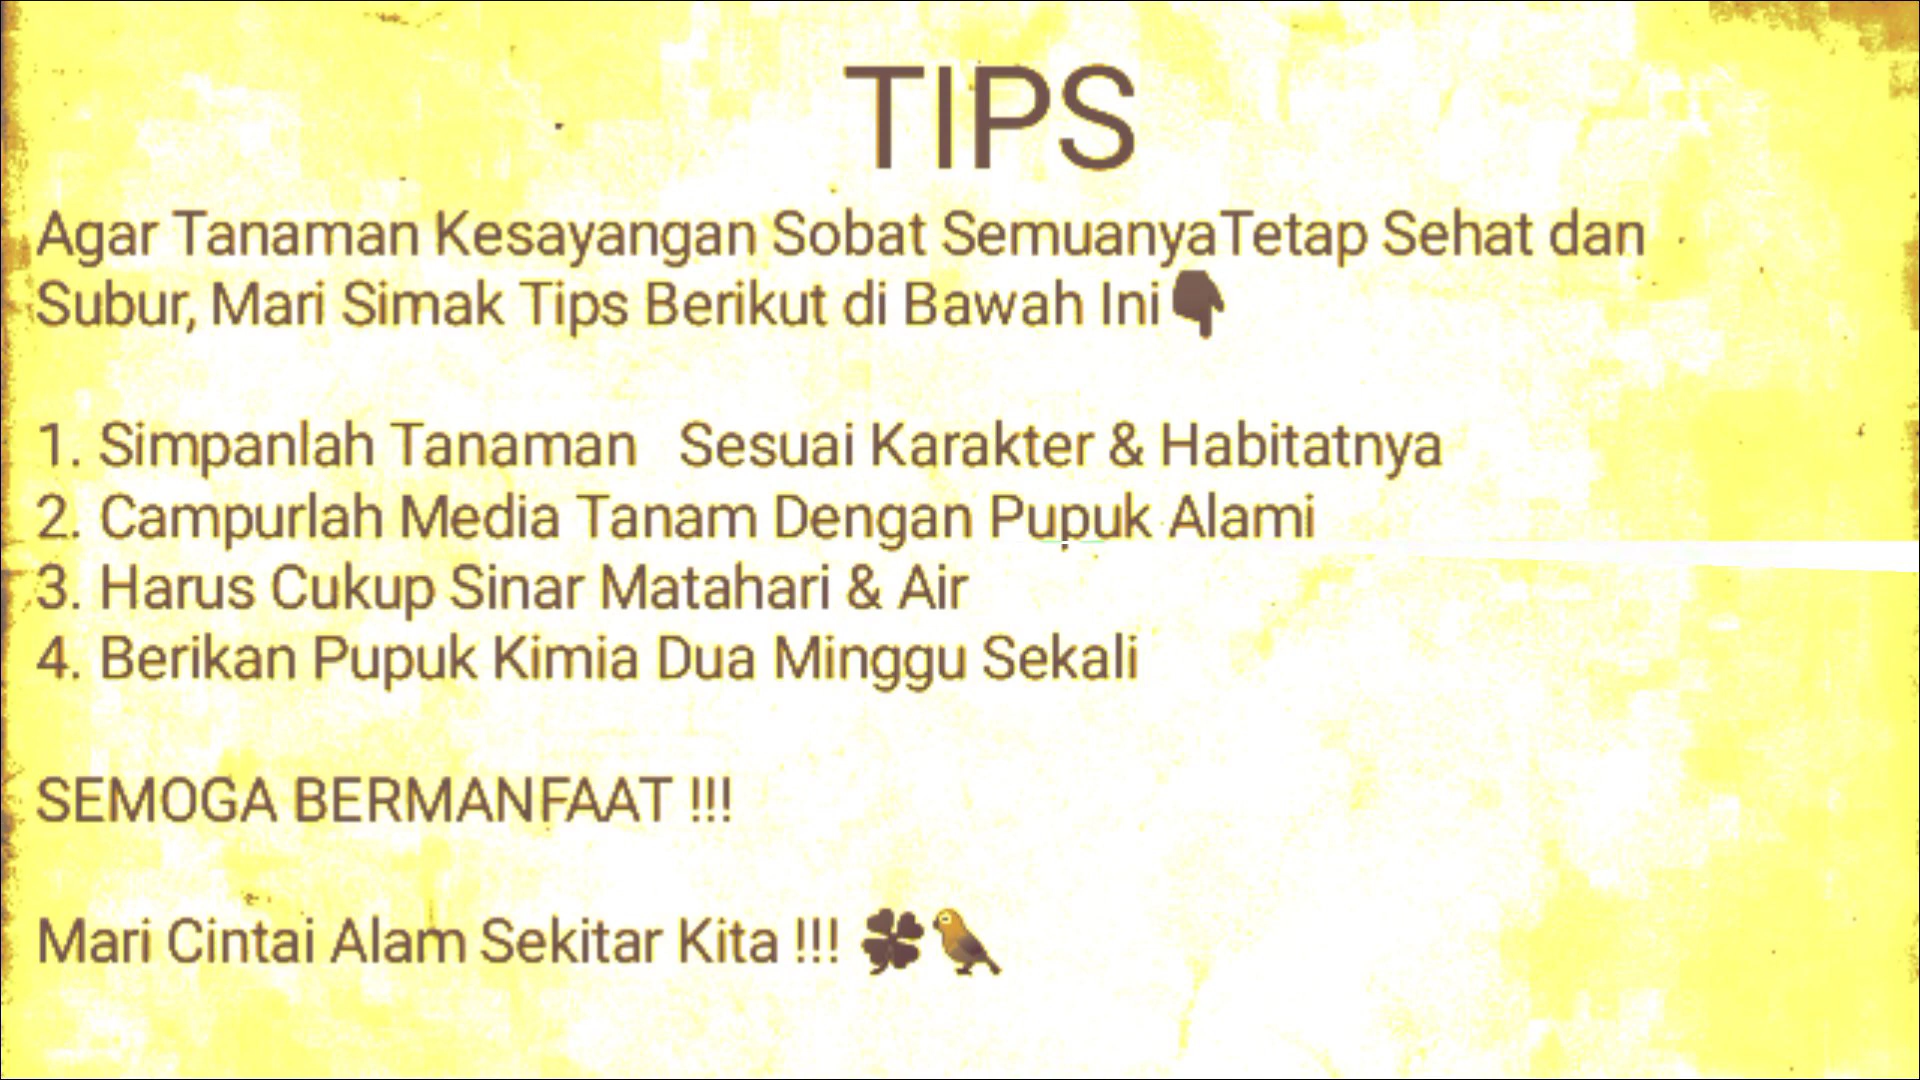 TIPS
Agar Tanaman Kesayangan Sobat SemuanyaTetap Sehat dan
Subur, Mari Simak Tips Berikut di Bawah Ini👇
1. Simpanlah Tanaman   Sesuai Karakter & Habitatnya
2. Campurlah Media Tanam Dengan Pupuk Alami
3. Harus Cukup Sinar Matahari & Air
4. Berikan Pupuk Kimia Dua Minggu Sekali
SEMOGA BERMANFAAT !!!
Mari Cintai Alam Sekitar Kita !!! 🍀🦜